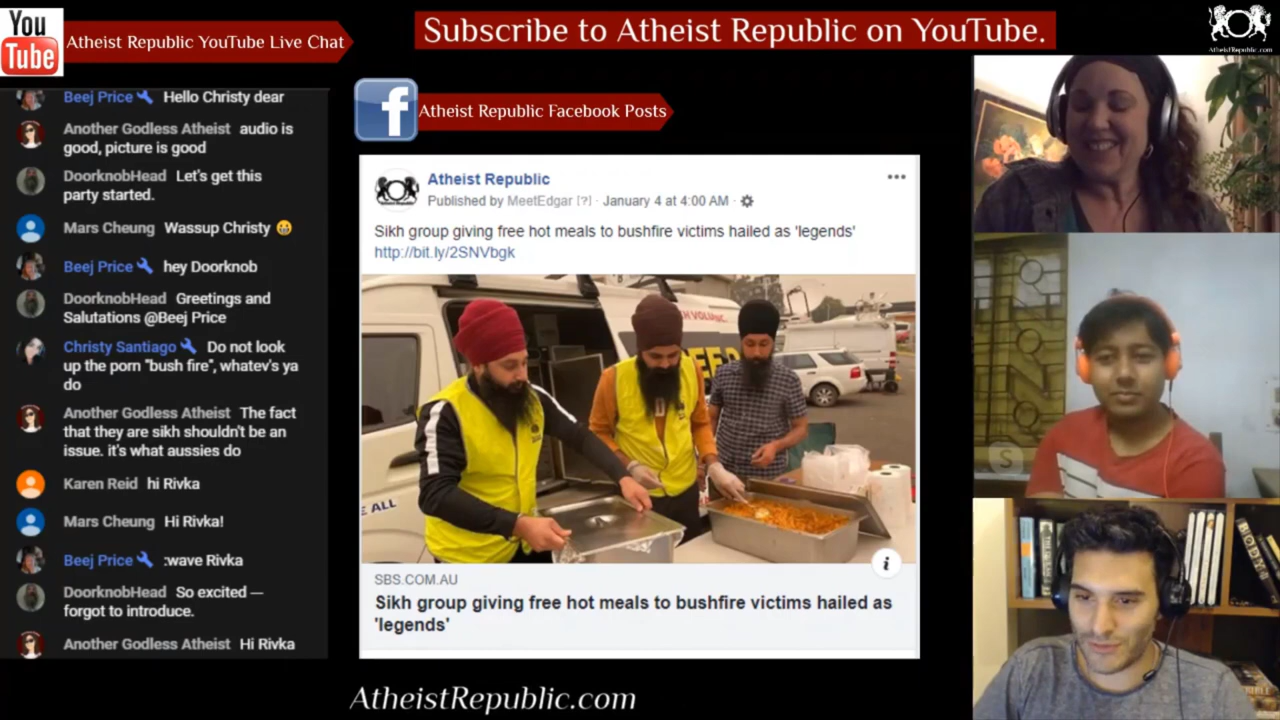 You
Tube
Atheist Republic YouTube Live Chat
Subscribe to Atheist Republic on YouTube.
AtheistRepublic.com
Beej Price Hello Christy dear
Another Godless Atheist audio is
good, picture is good
DoorknobHead Let's get this
party started.
Mars Cheung Wassup Christy 😀
Beej Price hey Doorknob
DoorknobHead Greetings and
Salutations @Beej Price
Christy Santiago Do not look
up the porn "bush fire", whatev's ya
do
Another Godless Atheist The fact
that they are sikh shouldn't be an
issue. it's what aussies do
Karen Reid hi Rivka
Mars Cheung Hi Rivka!
Beej Price :wave Rivka
DoorknobHead So excited —
forgot to introduce.
Another Godless Atheist Hi Rivka
f
Atheist Republic Facebook Posts
Atheist Republic
Published by MeetEdgar [?] · January 4 at 4:00 AM ·
Sikh group giving free hot meals to bushfire victims hailed as 'legends'
http://bit.ly/2SNVbgk
E ALL
i
SBS.COM.AU
Sikh group giving free hot meals to bushfire victims hailed as
'legends'
S
AtheistRepublic.com